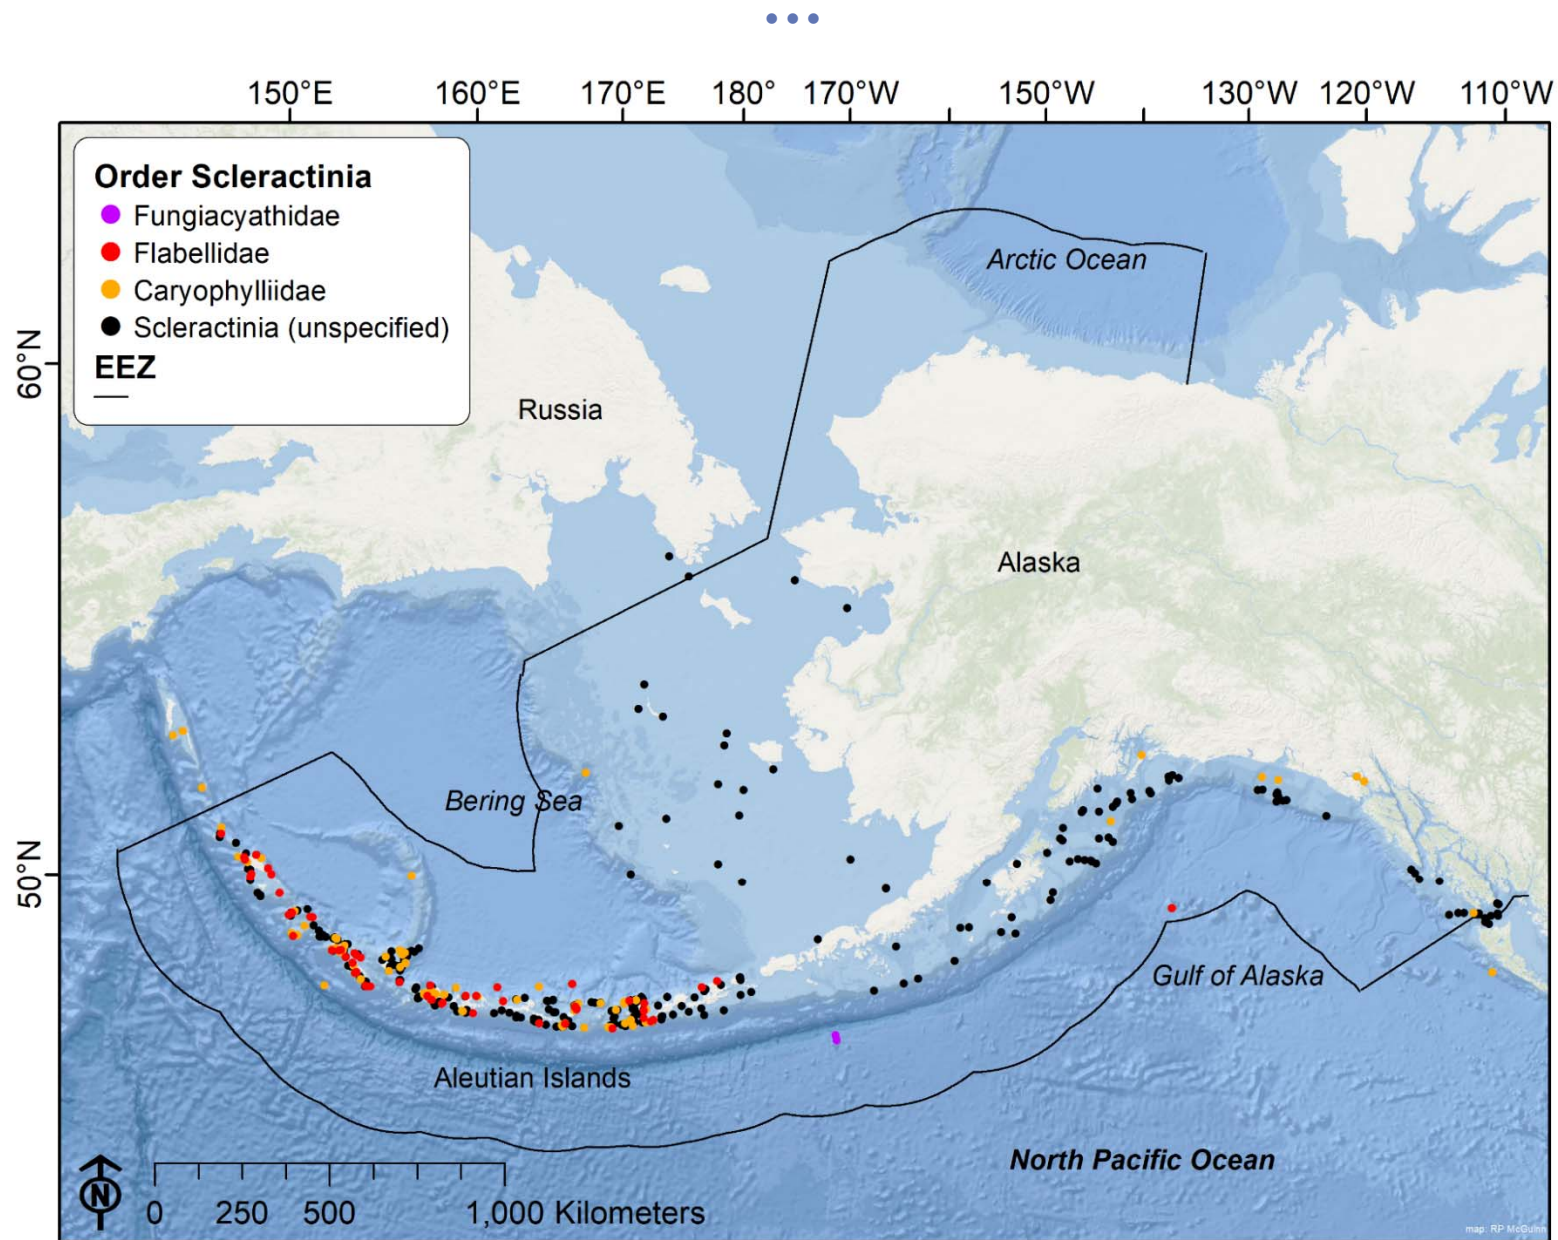 150°E 160°E 170°E 180° 170°W 150°W 130°W 120°W 110°W
Order Scleractinia
Fungiacyathidae
Flabellidae
Caryophylliidae
Scleractinia (unspecified)
EEZ
60°N
50°N
Arctic Ocean
Russia
Alaska
Bering Sea
Gulf of Alaska
Aleutian Islands
North Pacific Ocean
N
0 250 500 1,000 Kilometers
map: RP McGuinn